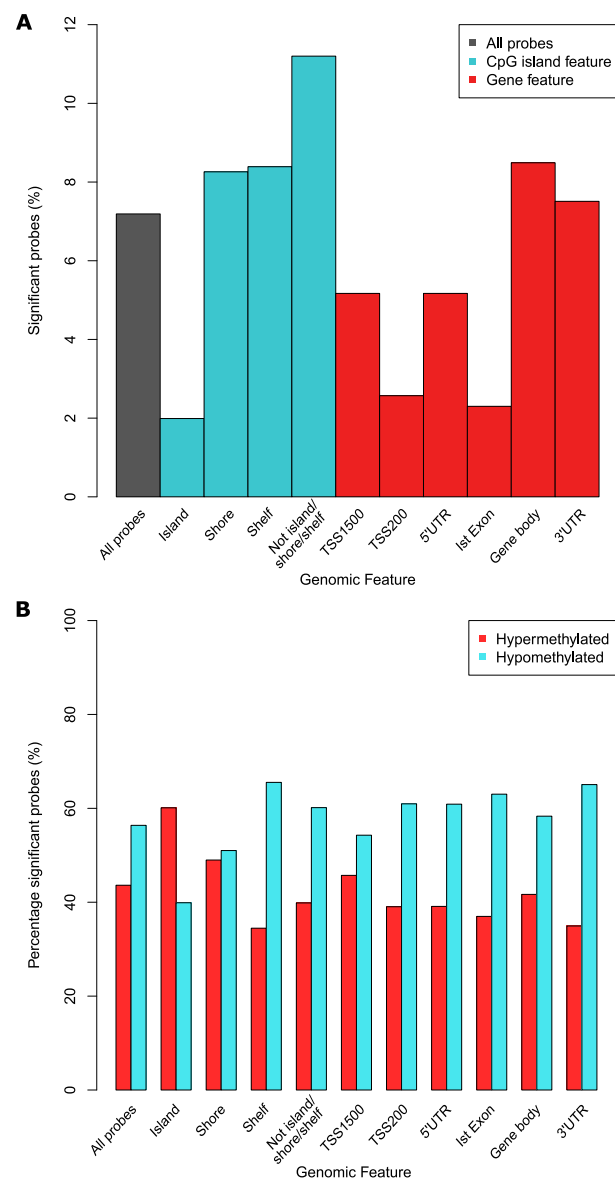 A
All probes
CpG island feature
Gene feature
Significant probes (%)
12
10
8
6
4
2
0
All probes
Island
Shore
Shelf
Not island/
shore/shelf
TSS1500
TSS200
5'UTR
Ist Exon
Gene body
3'UTR
Genomic Feature
B
Hypermethylated
Hypomethylated
Percentage significant probes (%)
100
80
60
40
20
0
All probes
Island
Shore
Shelf
Not island/
shore/shelf
TSS1500
TSS200
5'UTR
Ist Exon
Gene body
3'UTR
Genomic Feature